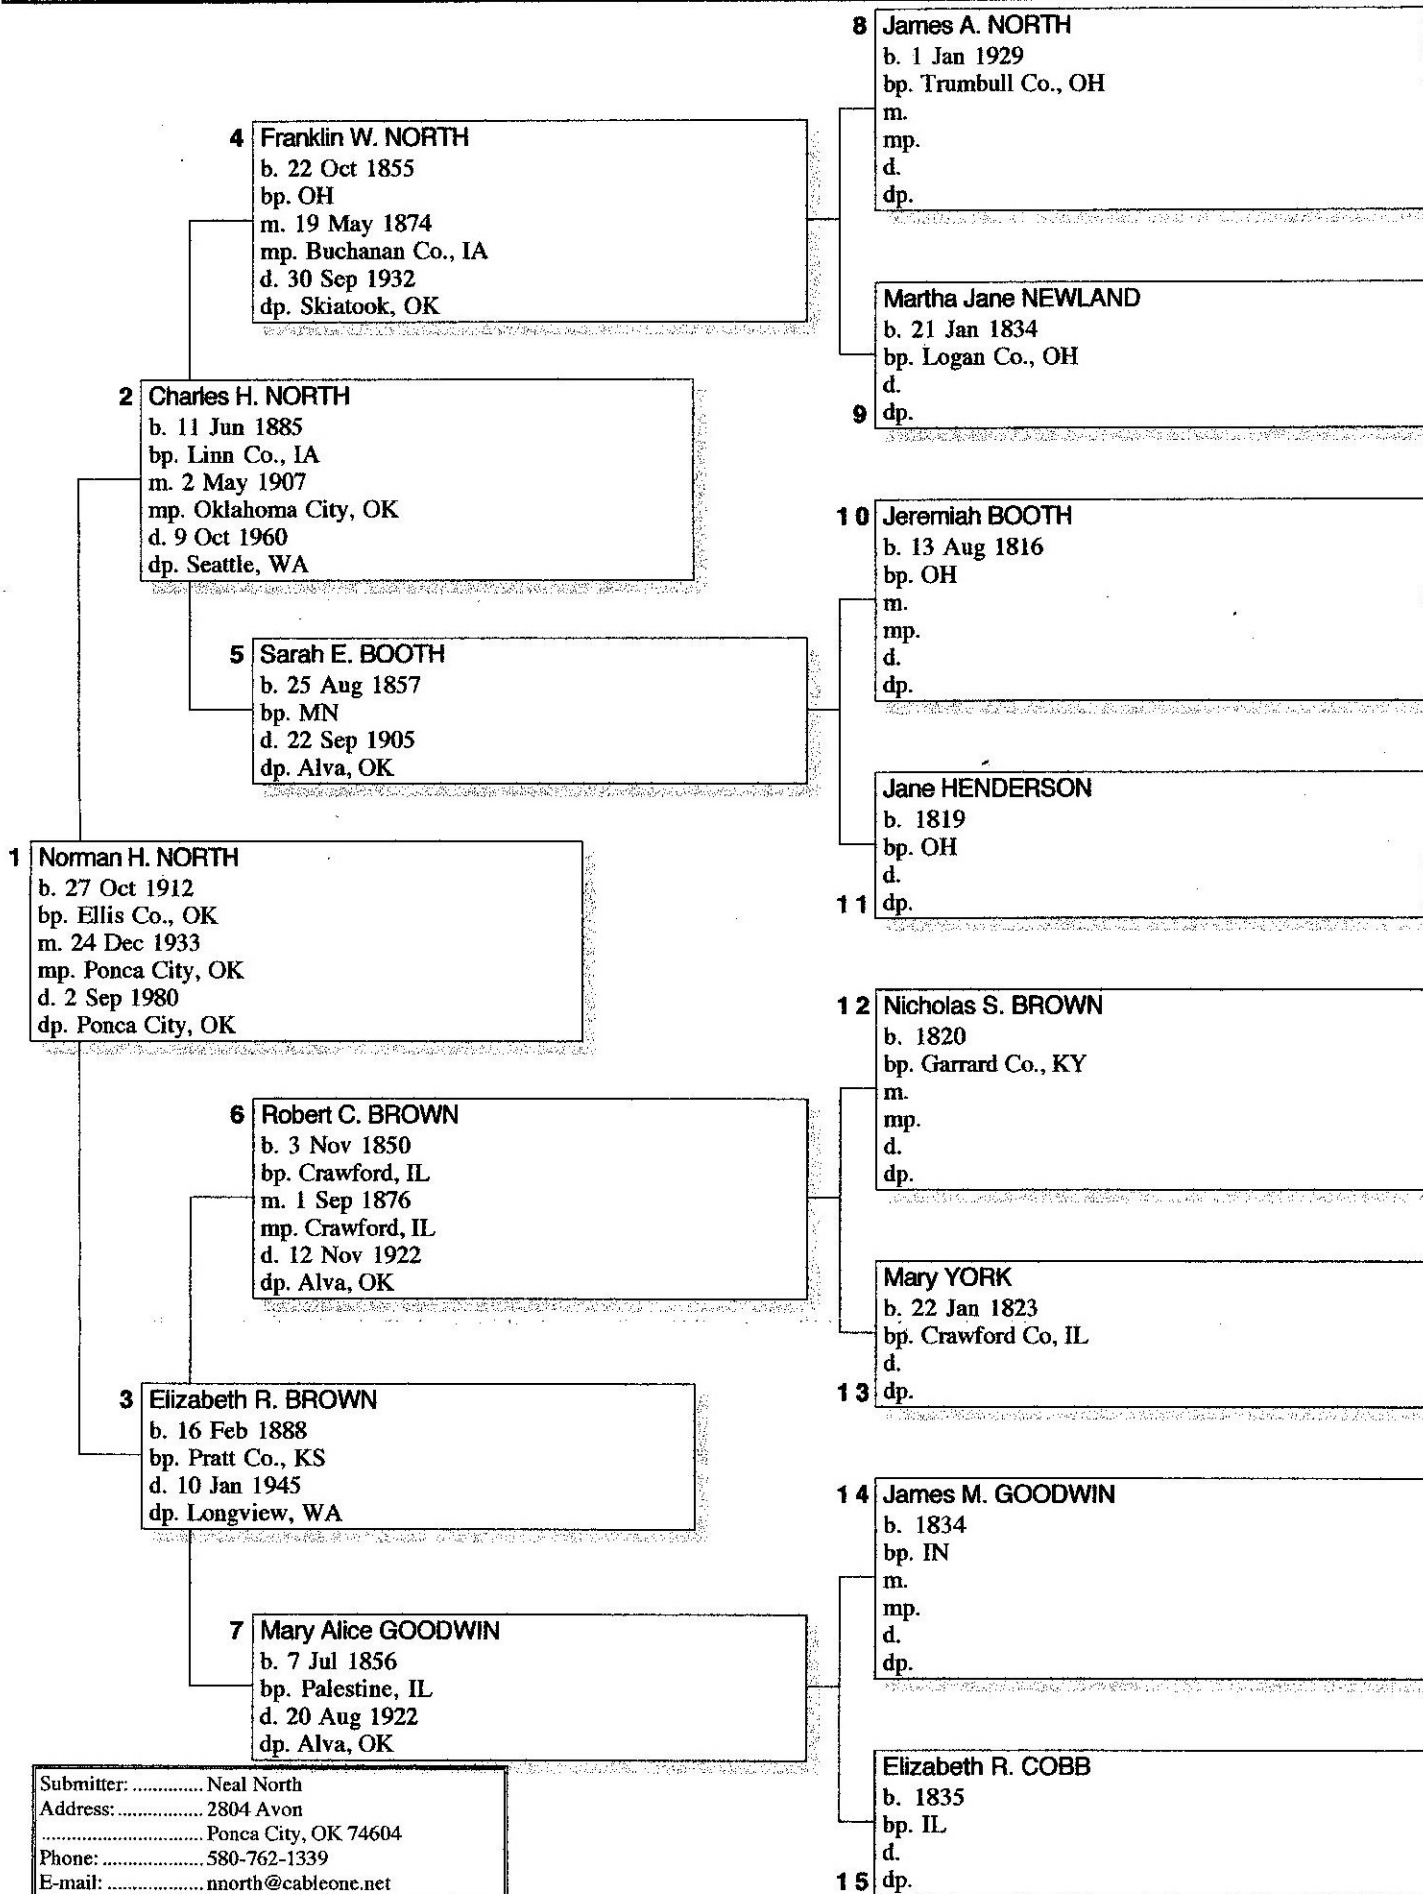 8 James A. NORTH
b. 1 Jan 1929
bp. Trumbull Co., OH
m.
mp.
d.
dp.
4 Franklin W. NORTH
b. 22 Oct 1855
bp. OH
m. 19 May 1874
mp. Buchanan Co., IA
d. 30 Sep 1932
dp. Skiatook, OK
Martha Jane NEWLAND
b. 21 Jan 1834
bp. Logan Co., OH
d.
9 dp.
2 Charles H. NORTH
b. 11 Jun 1885
bp. Linn Co., IA
m. 2 May 1907
mp. Oklahoma City, OK
d. 9 Oct 1960
dp. Seattle, WA
10 Jeremiah BOOTH
b. 13 Aug 1816
bp. OH
m.
mp.
d.
dp.
5 Sarah E. BOOTH
b. 25 Aug 1857
bp. MN
d. 22 Sep 1905
dp. Alva, OK
Jane HENDERSON
b. 1819
bp. OH
d.
11 dp.
1 Norman H. NORTH
b. 27 Oct 1912
bp. Ellis Co., OK
m. 24 Dec 1933
mp. Ponca City, OK
d. 2 Sep 1980
dp. Ponca City, OK
12 Nicholas S. BROWN
b. 1820
bp. Garrard Co., KY
m.
mp.
d.
dp.
6 Robert C. BROWN
b. 3 Nov 1850
bp. Crawford, IL
m. 1 Sep 1876
mp. Crawford, IL
d. 12 Nov 1922
dp. Alva, OK
Mary YORK
b. 22 Jan 1823
bp. Crawford Co, IL
d.
13 dp.
3 Elizabeth R. BROWN
b. 16 Feb 1888
bp. Pratt Co., KS
d. 10 Jan 1945
dp. Longview, WA
14 James M. GOODWIN
b. 1834
bp. IN
m.
mp.
d.
dp.
7 Mary Alice GOODWIN
b. 7 Jul 1856
bp. Palestine, IL
d. 20 Aug 1922
dp. Alva, OK
Elizabeth R. COBB
b. 1835
bp. IL
d.
15 dp.
Submitter: ............. Neal North
Address: ................ 2804 Avon
............................... Ponca City, OK 74604
Phone: ................... 580-762-1339
E-mail: .................. nnorth@cableone.net